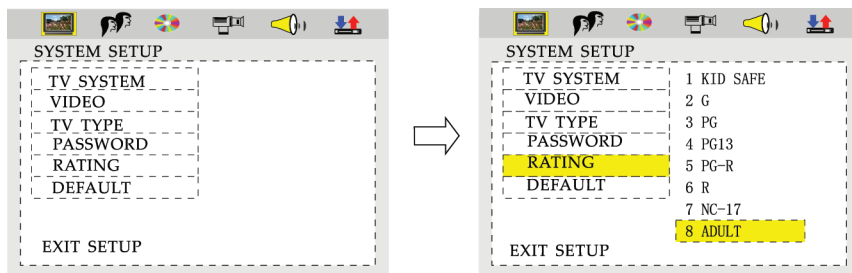 SYSTEM SETUP
TV SYSTEM
VIDEO
TV TYPE
PASSWORD
RATING
DEFAULT
EXIT SETUP
SYSTEM SETUP
TV SYSTEM
VIDEO
TV TYPE
PASSWORD
RATING
DEFAULT
EXIT SETUP
1 KID SAFE
2 G
3 PG
4 PG13
5 PG-R
6 R
7 NC-17
8 ADULT